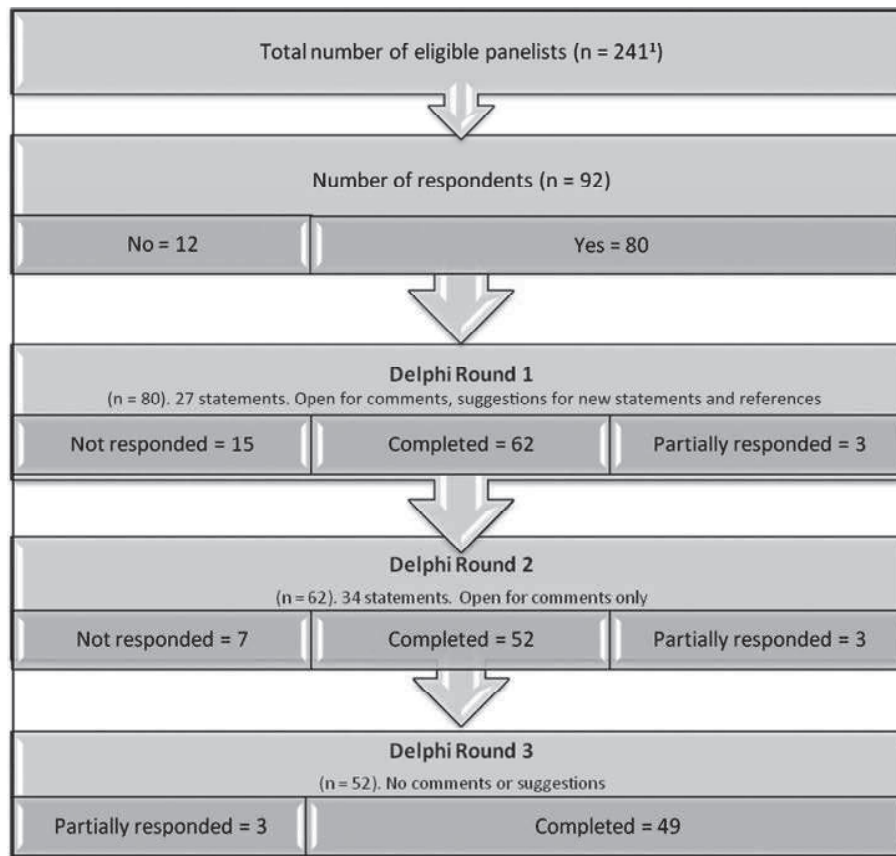 Total number of eligible panelists (n = 241¹)
Number of respondents (n = 92)
No = 12
Yes = 80
Delphi Round 1
(n = 80). 27 statements. Open for comments, suggestions for new statements and references
Not responded = 15
Completed = 62
Partially responded = 3
Delphi Round 2
(n = 62). 34 statements. Open for comments only
Not responded = 7
Completed = 52
Partially responded = 3
Delphi Round 3
(n = 52). No comments or suggestions
Partially responded = 3
Completed = 49